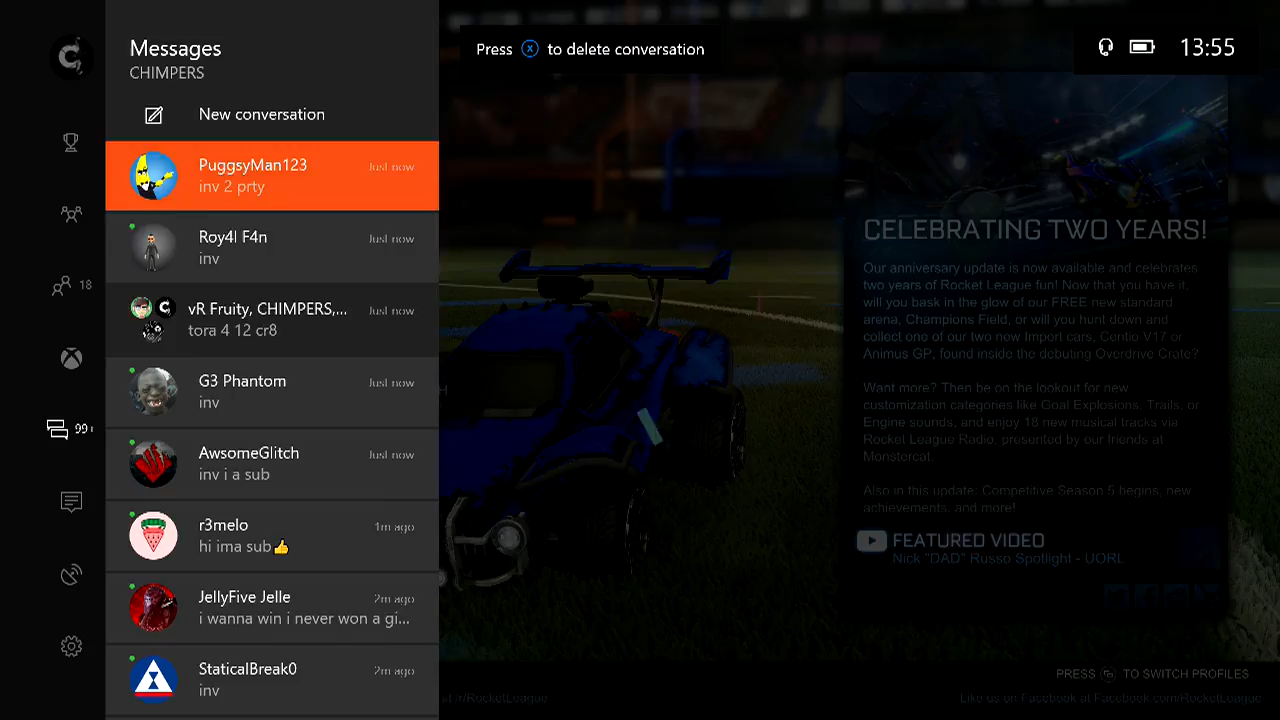 Messages
CHIMPERS
New conversation
PuggsyMan123
Just now
inv 2 prty
Roy4l F4n
Just now
inv
vR Fruity, CHIMPERS,...
Just now
tora 4 12 cr8
G3 Phantom
Just now
inv
AwsomeGlitch
Just now
inv i a sub
r3melo
1m ago
hi ima sub👍
JellyFive Jelle
2m ago
i wanna win i never won a gi...
StaticalBreak0
2m ago
inv
18
99+
Press X to delete conversation
13:55
CELEBRATING TWO YEARS!
Our anniversary update is now available and celebrates
two years of Rocket League fun! Now that you have it,
will you bask in the glow of our FREE new standard
arena, Champions Field, or will you hunt down and
collect one of our two new Import cars, Centio V17 or
Animus GP, found inside the debuting Overdrive Crate?
Want more? Then be on the lookout for new
customization categories like Goal Explosions, Trails, or
Engine sounds, and enjoy 18 new musical tracks via
Rocket League Radio, presented by our friends at
Monstercat.
Also in this update: Competitive Season 5 begins, new
achievements, and more!
FEATURED VIDEO
Nick "DAD" Russo Spotlight - UORL
PRESS TO SWITCH PROFILES
/RocketLeague
Like us on Facebook at Facebook.com/RocketLeague